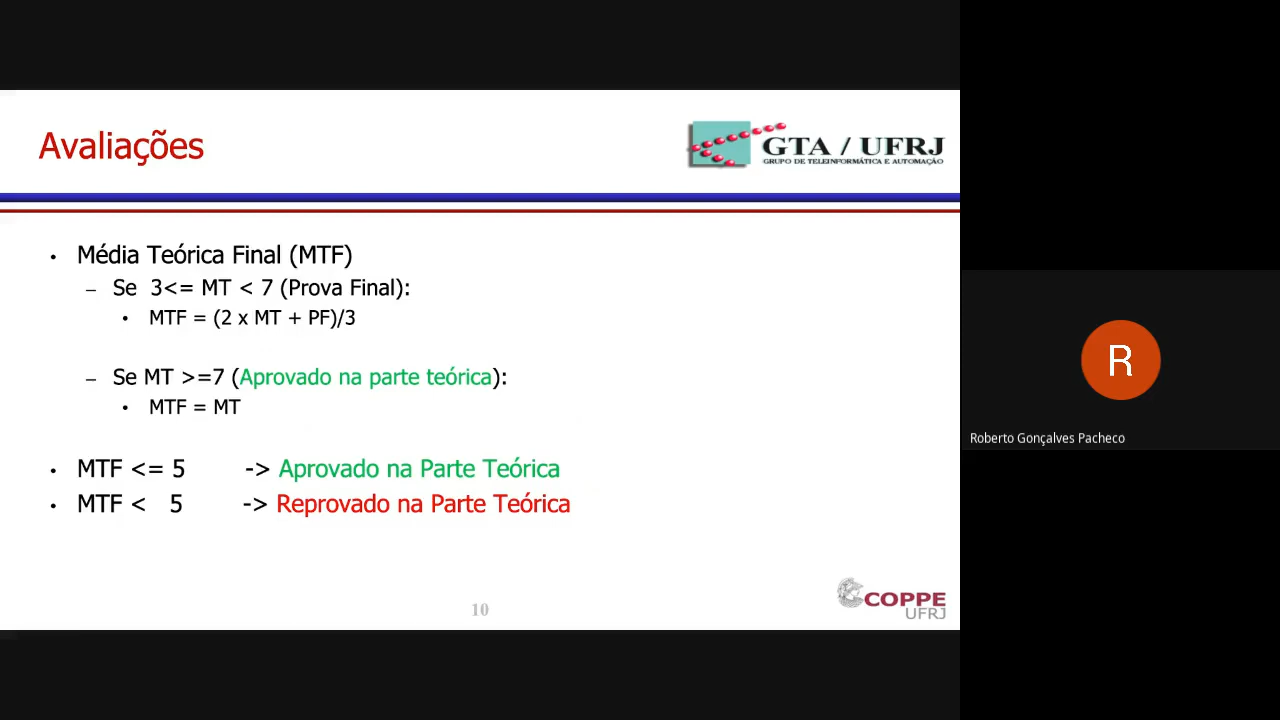 Avaliações
GTA / UFRJ
GRUPO DE TELEINFORMÁTICA E AUTOMAÇÃO
• Média Teórica Final (MTF)
– Se 3<= MT < 7 (Prova Final):
• MTF = (2 x MT + PF)/3
– Se MT >=7 (Aprovado na parte teórica):
• MTF = MT
• MTF <= 5 -> Aprovado na Parte Teórica
• MTF < 5 -> Reprovado na Parte Teórica
10
COPPE
UFRJ
R
Roberto Gonçalves Pacheco